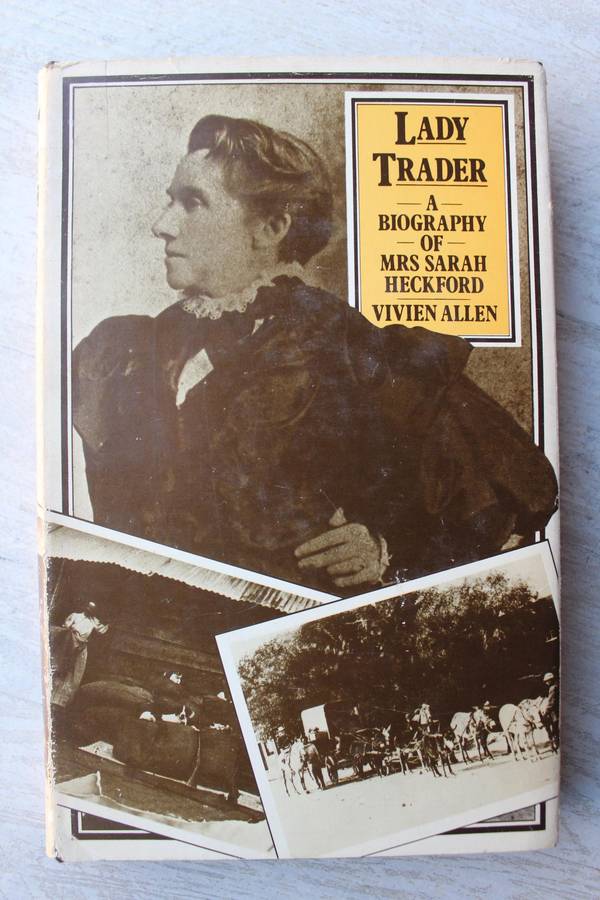 LADY
TRADER
A
BIOGRAPHY
OF
MRS SARAH
HECKFORD
VIVIEN ALLEN